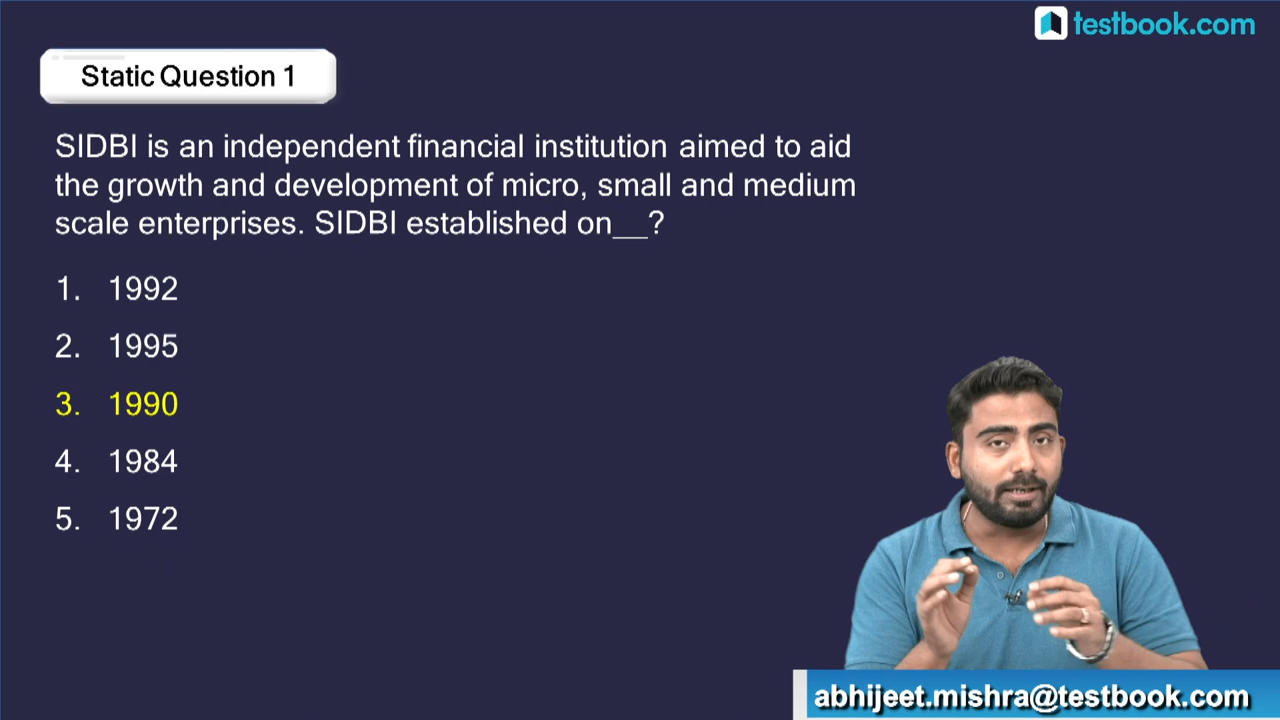 testbook.com
Static Question 1
SIDBI is an independent financial institution aimed to aid
the growth and development of micro, small and medium
scale enterprises. SIDBI established on__?
1. 1992
2. 1995
3. 1990
4. 1984
5. 1972
abhijeet.mishra@testbook.com